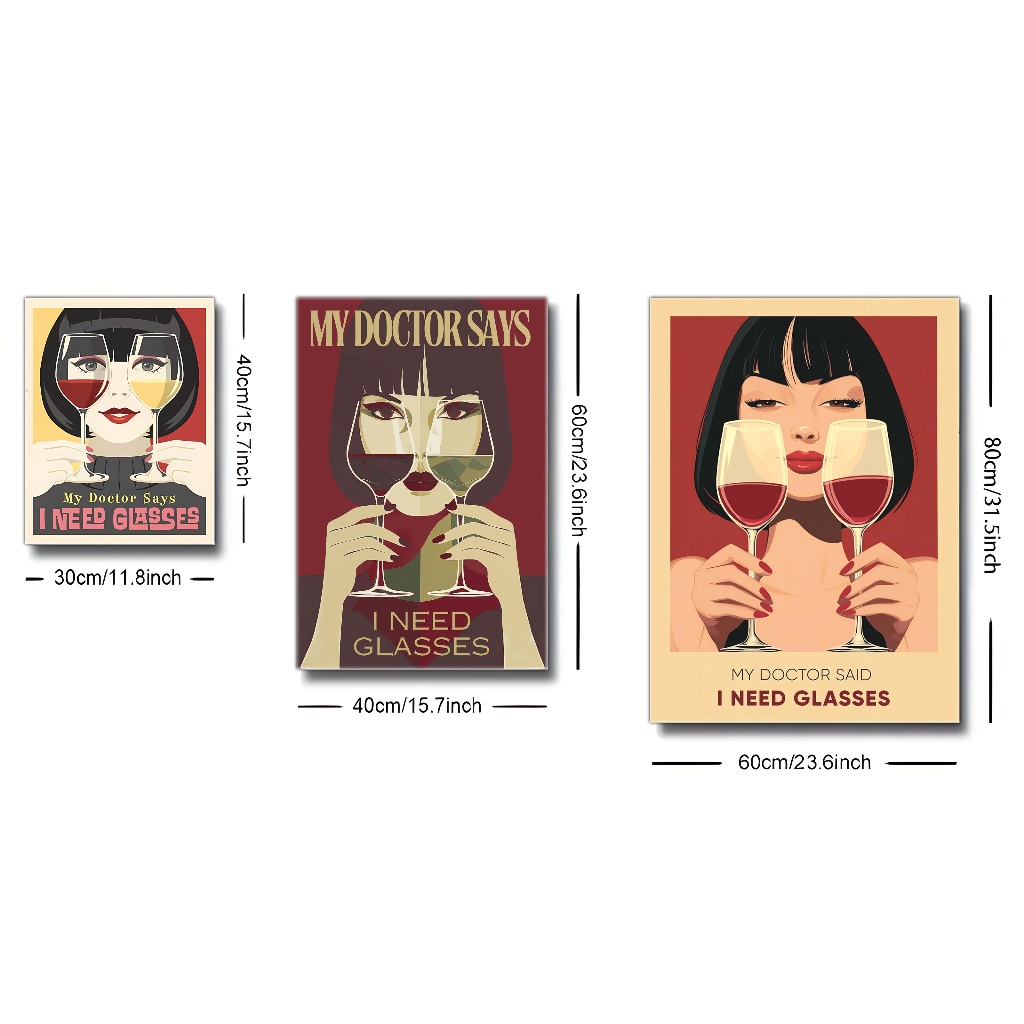 My Doctor Says
I NEED GLASSES
40cm/15.7inch
30cm/11.8inch
MY DOCTOR SAYS
I NEED
GLASSES
60cm/23.6inch
40cm/15.7inch
MY DOCTOR SAID
I NEED GLASSES
80cm/31.5inch
60cm/23.6inch